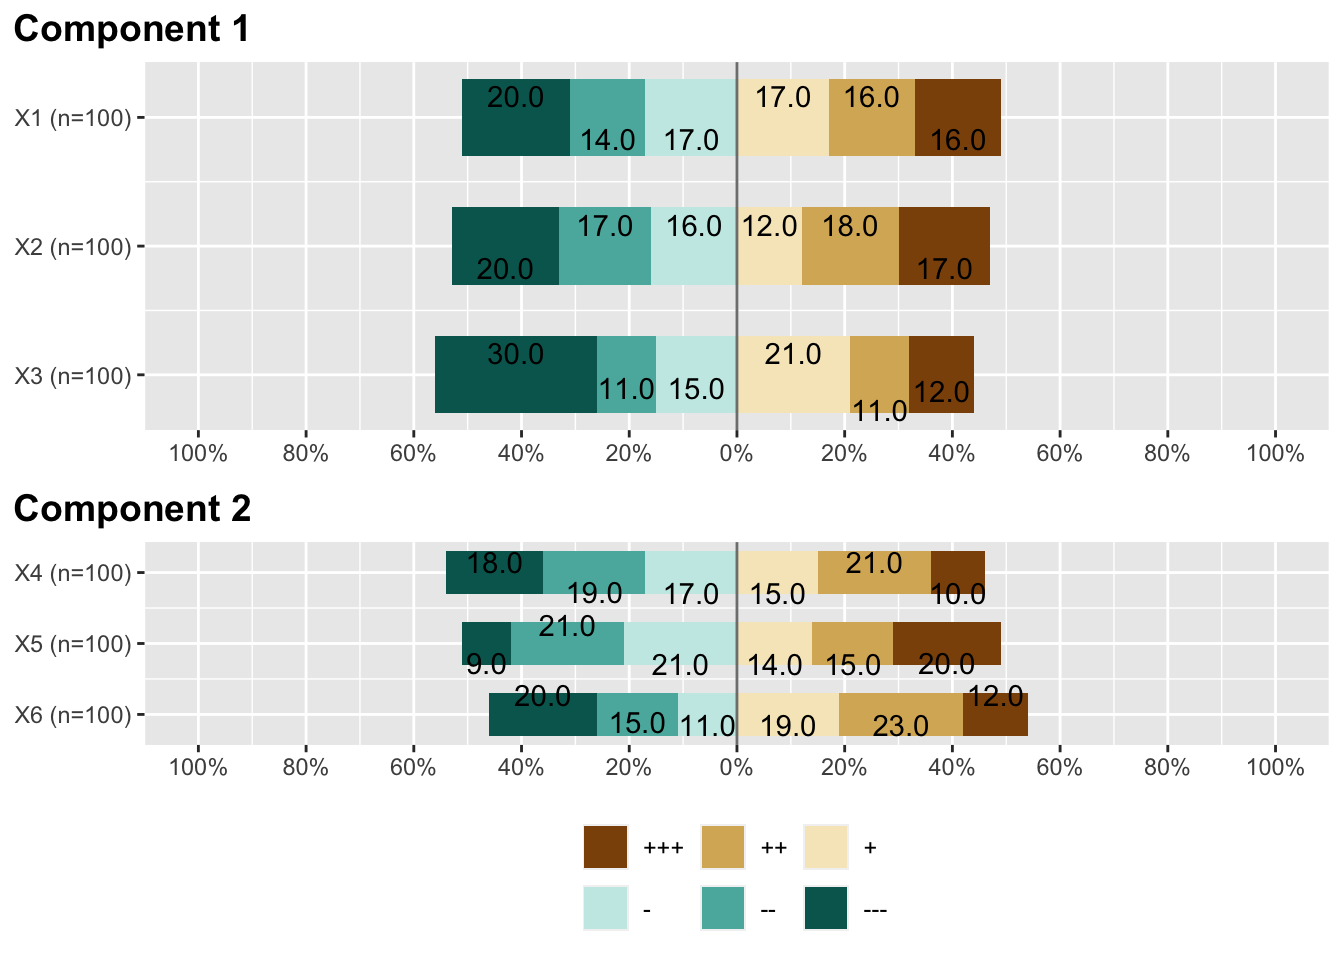 Component 1
X1 (n=100)
20.0 14.0 17.0 17.0 16.0 16.0
X2 (n=100)
20.0 17.0 16.0 12.0 18.0 17.0
X3 (n=100)
30.0 11.0 15.0 21.0 11.0 12.0
100% 80% 60% 40% 20% 0% 20% 40% 60% 80% 100%
Component 2
X4 (n=100)
18.0 19.0 17.0 15.0 21.0 10.0
X5 (n=100)
9.0 21.0 21.0 14.0 15.0 20.0
X6 (n=100)
20.0 15.0 11.0 19.0 23.0 12.0
100% 80% 60% 40% 20% 0% 20% 40% 60% 80% 100%
+++ ++ +
- -- ---